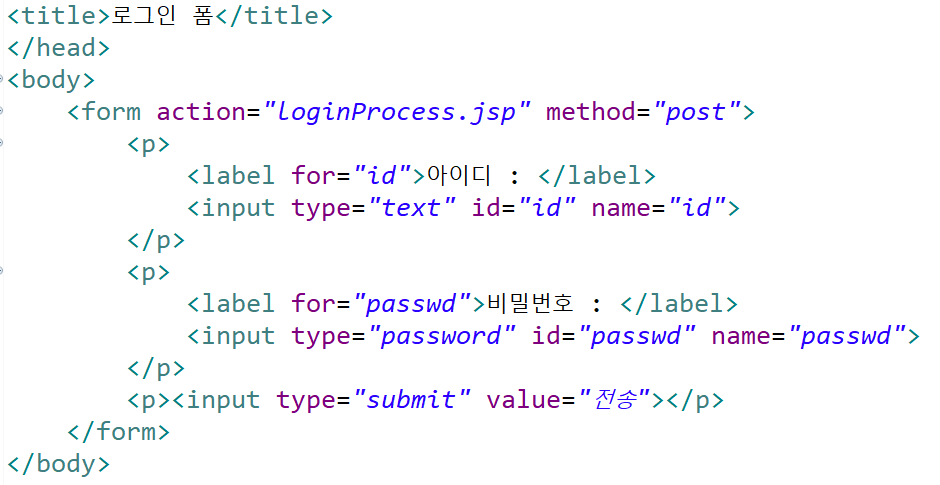 <title>로그인 폼</title>
</head>
<body>
    <form action="loginProcess.jsp" method="post">
        <p>
            <label for="id">아이디 : </label>
            <input type="text" id="id" name="id">
        </p>
        <p>
            <label for="passwd">비밀번호 : </label>
            <input type="password" id="passwd" name="passwd">
        </p>
        <p><input type="submit" value="전송"></p>
    </form>
</body>